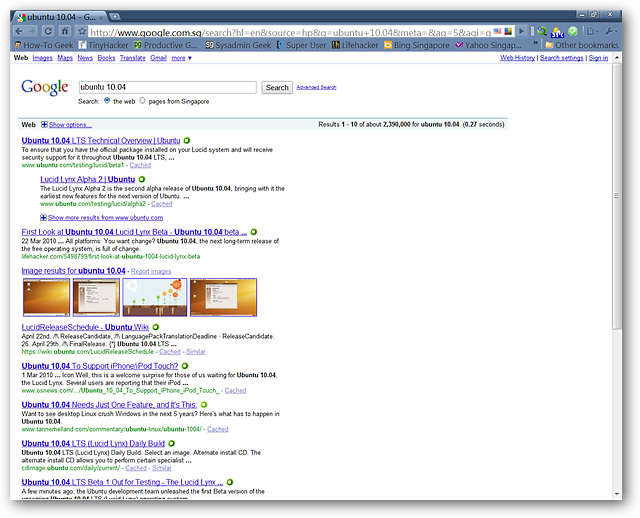 ubuntu 10.04 - G...
http://www.google.com.sg/search?hl=en&source=hp&q=ubuntu+10.04&meta=&aq=5&aqi=g
How-To Geek TinyHacker Productive G... Sysadmin Geek Super User Lifehacker Bing Singapore Yahoo Singap... » Other bookmarks
Web Images Maps News Books Translate Gmail more ▼ Web History | Search settings | Sign in
Google ubuntu 10.04 Search Advanced Search
Search: the web pages from Singapore
Web Show options... Results 1 - 10 of about 2,390,000 for ubuntu 10.04. (0.27 seconds)
Ubuntu 10.04 LTS Technical Overview | Ubuntu
To ensure that you have the official package installed on your Lucid system and will receive
security support for it throughout Ubuntu 10.04 LTS, ...
www.ubuntu.com/testing/lucid/beta1 - Cached
Lucid Lynx Alpha 2 | Ubuntu
The Lucid Lynx Alpha 2 is the second alpha release of Ubuntu 10.04, bringing with it the
earliest new features for the next version of Ubuntu. ...
www.ubuntu.com/testing/lucid/alpha2 - Cached
Show more results from www.ubuntu.com
First Look at Ubuntu 10.04 Lucid Lynx Beta - Ubuntu 10.04 beta ...
22 Mar 2010 ... All platforms: You want change? Ubuntu 10.04, the next long-term release of
the free operating system, is full of change.
lifehacker.com/5498799/first-look-at-ubuntu-1004-lucid-lynx-beta
Image results for ubuntu 10.04 - Report images
LucidReleaseSchedule - Ubuntu Wiki
April 22nd. /!\ ReleaseCandidate, /!\ LanguagePackTranslationDeadline · ReleaseCandidate.
26. April 29th. /!\ FinalRelease. {*} Ubuntu 10.04 LTS ...
https://wiki.ubuntu.com/LucidReleaseSchedule - Cached - Similar
Ubuntu 10.04 To Support iPhone/iPod Touch?
1 Mar 2010 ... Icon Well, this is a welcome surprise for those of us waiting for Ubuntu 10.04,
the Lucid Lynx. Several users are reporting that their iPod ...
www.osnews.com/.../Ubuntu_10_04_To_Support_iPhone_iPod_Touch_ - Cached
Ubuntu 10.04 Needs Just One Feature, and It's This:
Want to see desktop Linux crush Windows in the next 5 years? Here's what has to happen in
Ubuntu 10.04.
www.tannerhelland.com/commentary/ubuntu-linux/ubuntu-1004/ - Cached
Ubuntu 10.04 LTS (Lucid Lynx) Daily Build
Ubuntu 10.04 LTS (Lucid Lynx) Daily Build. Select an image. Alternate install CD. The
alternate install CD allows you to perform certain specialist ...
cdimage.ubuntu.com/daily/current/ - Cached - Similar
Ubuntu 10.04 LTS Beta 1 Out for Testing - The Lucid Lynx ...
A few minutes ago, the Ubuntu development team unleashed the first Beta version of the